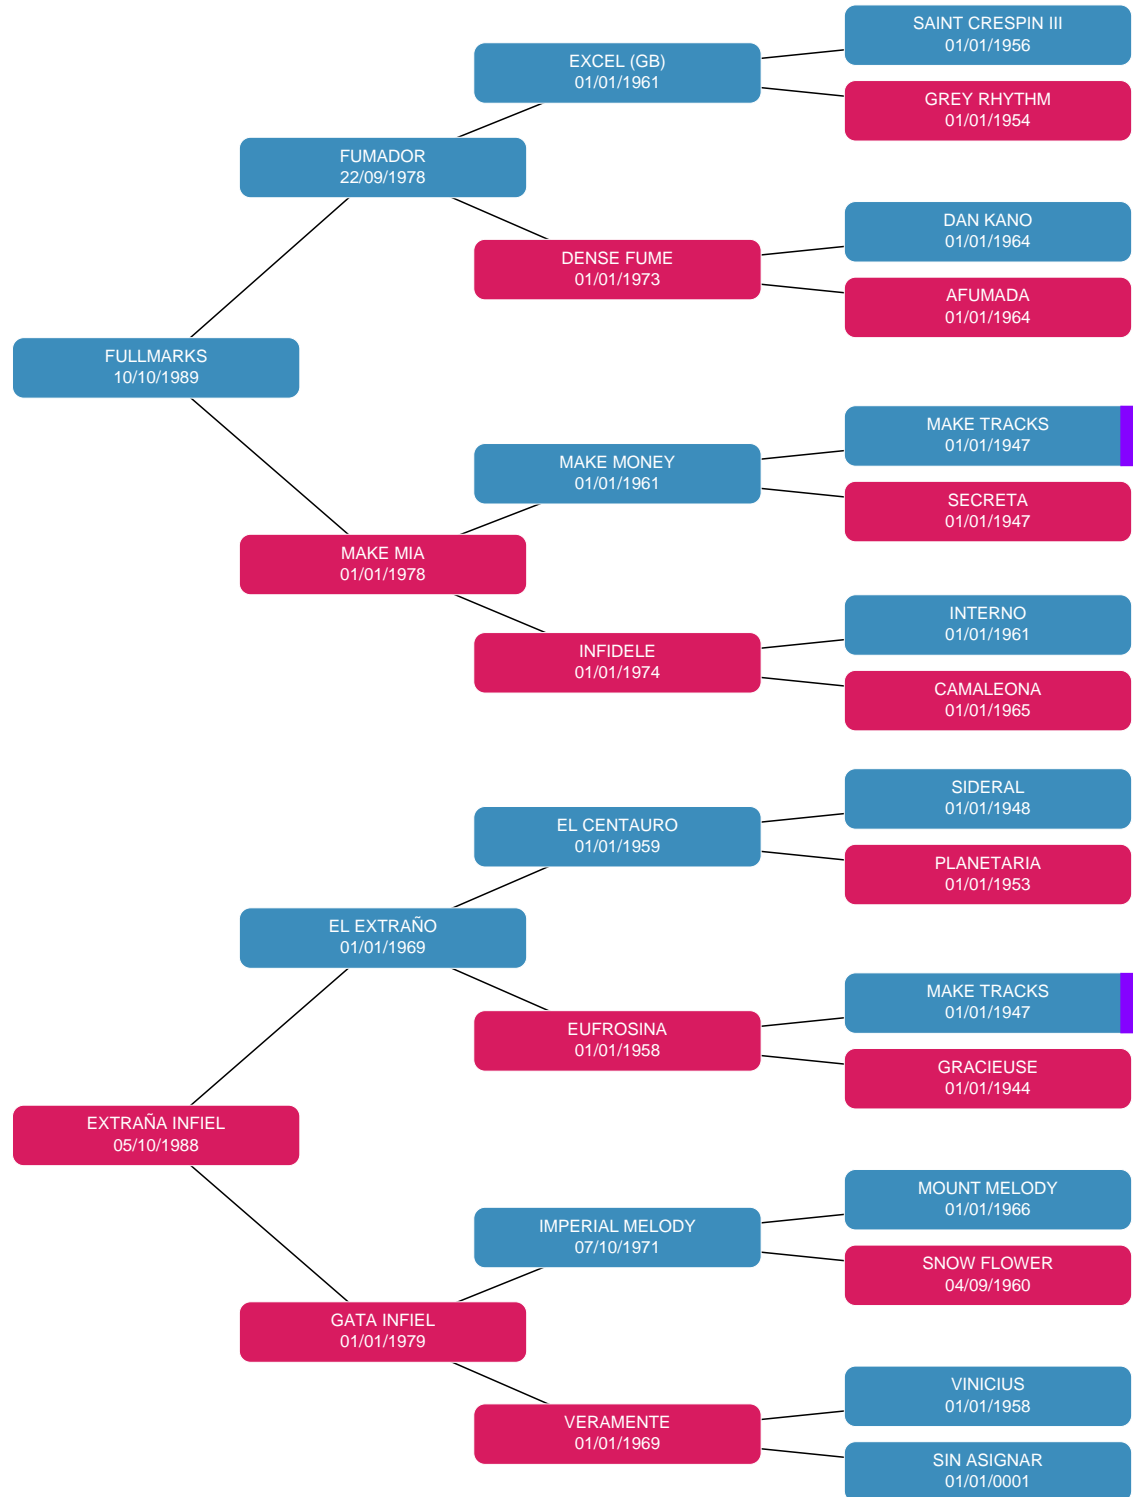 SAINT CRESPIN III
01/01/1956
EXCEL (GB)
01/01/1961
GREY RHYTHM
01/01/1954
FUMADOR
22/09/1978
DAN KANO
01/01/1964
DENSE FUME
01/01/1973
AFUMADA
01/01/1964
FULLMARKS
10/10/1989
MAKE TRACKS
01/01/1947
MAKE MONEY
01/01/1961
SECRETA
01/01/1947
MAKE MIA
01/01/1978
INTERNO
01/01/1961
INFIDELE
01/01/1974
CAMALEONA
01/01/1965
SIDERAL
01/01/1948
EL CENTAURO
01/01/1959
PLANETARIA
01/01/1953
EL EXTRAÑO
01/01/1969
MAKE TRACKS
01/01/1947
EUFROSINA
01/01/1958
GRACIEUSE
01/01/1944
EXTRAÑA INFIEL
05/10/1988
MOUNT MELODY
01/01/1966
IMPERIAL MELODY
07/10/1971
SNOW FLOWER
04/09/1960
GATA INFIEL
01/01/1979
VINICIUS
01/01/1958
VERAMENTE
01/01/1969
SIN ASIGNAR
01/01/0001